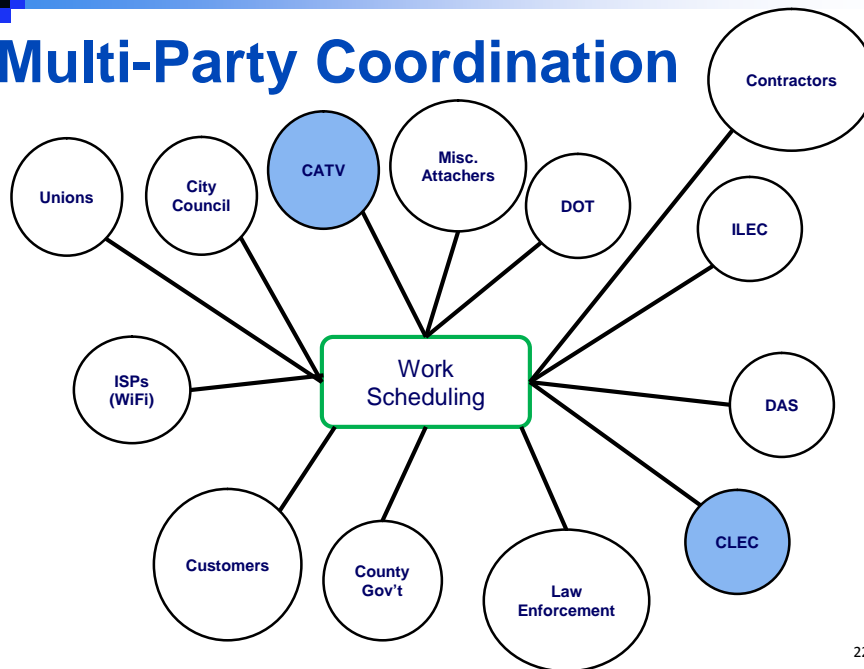 Multi-Party Coordination
Contractors
CATV
Misc.
Attachers
Unions
City
Council
DOT
ILEC
Work
Scheduling
ISPs
(WiFi)
DAS
CLEC
Customers
County
Gov't
Law
Enforcement
22